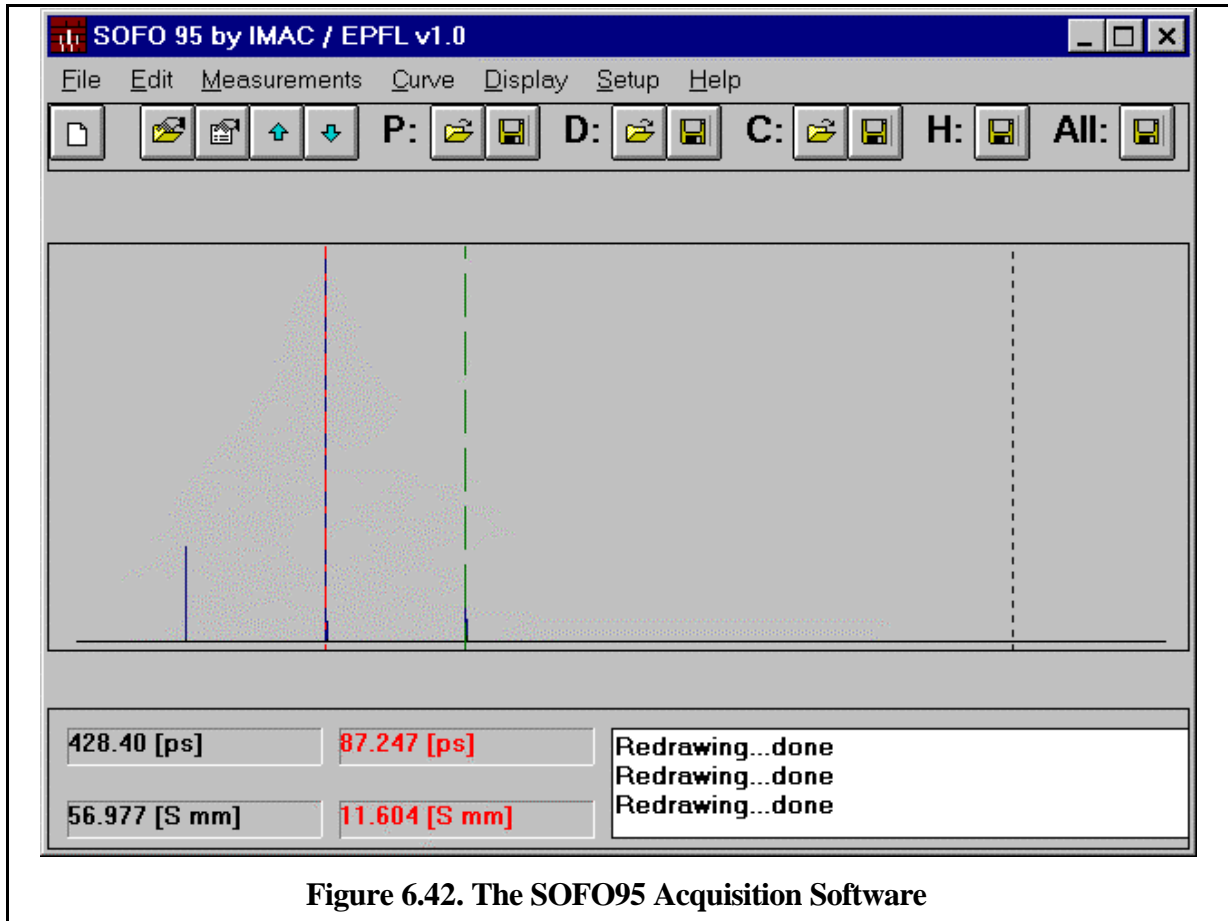 SOFO 95 by IMAC / EPFL v1.0
File Edit Measurements Curve Display Setup Help
P: D: C: H: All:
428.40 [ps] 87.247 [ps]
56.977 [S mm] 11.604 [S mm]
Redrawing...done
Redrawing...done
Redrawing...done
Figure 6.42. The SOFO95 Acquisition Software